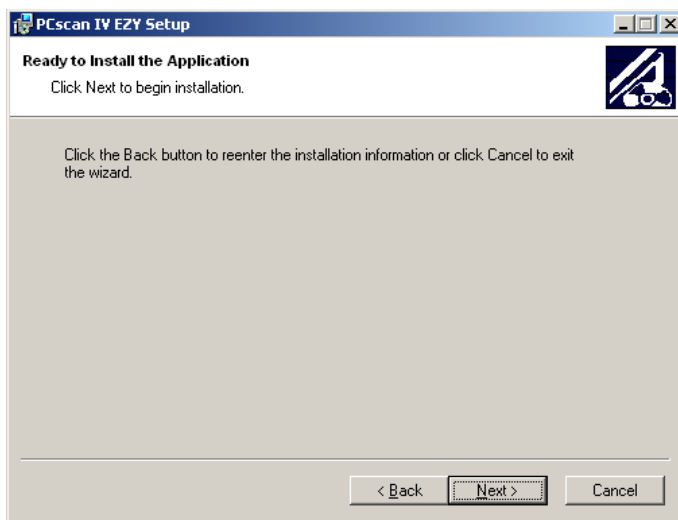 PCscan IV EZY Setup
Ready to Install the Application
Click Next to begin installation.
Click the Back button to reenter the installation information or click Cancel to exit
the wizard.
< Back Next > Cancel